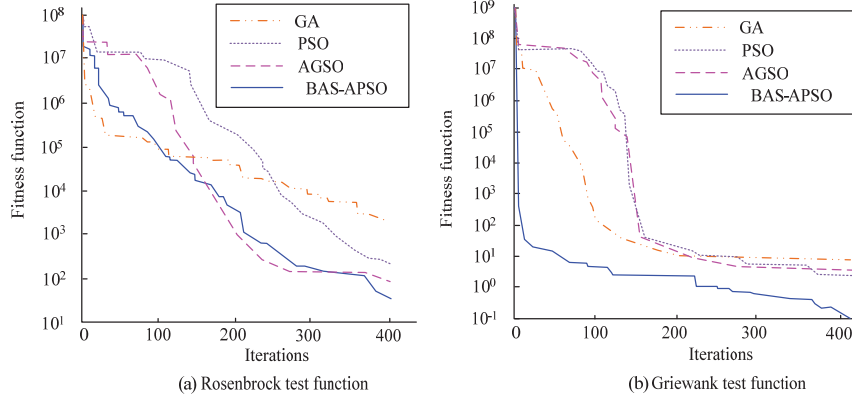 10^8
10^7
10^6
10^5
10^4
10^3
10^2
10^1
Fitness function
GA
PSO
AGSO
BAS-APSO
0 100 200 300 400
Iterations
(a) Rosenbrock test function
10^9
10^8
10^7
10^6
10^5
10^4
10^3
10^2
10^1
10^0
10^-1
Fitness function
GA
PSO
AGSO
BAS-APSO
0 100 200 300 400
Iterations
(b) Griewank test function